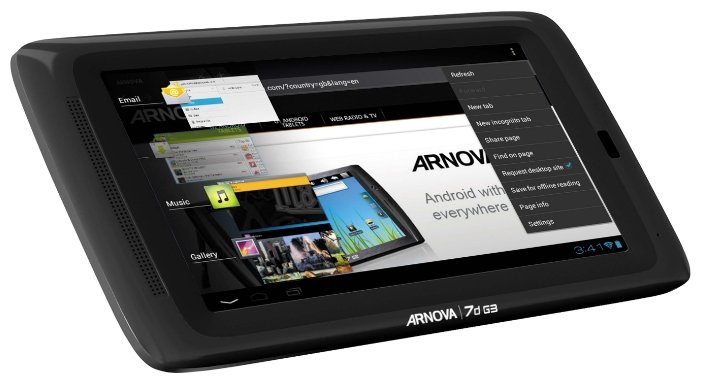 ARNOVA
Email
.com/?country=gb&lang=en
ARNOVA
ANDROID
TABLETS
WEB RADIO & TV
Music
Gallery
ARNOVA
Android with
everywhere
Refresh
Forward
New tab
New incognito tab
Share page
Find on page
Request desktop site
Save for offline reading
Page info
Settings
3:41
ARNOVA | 7d G3